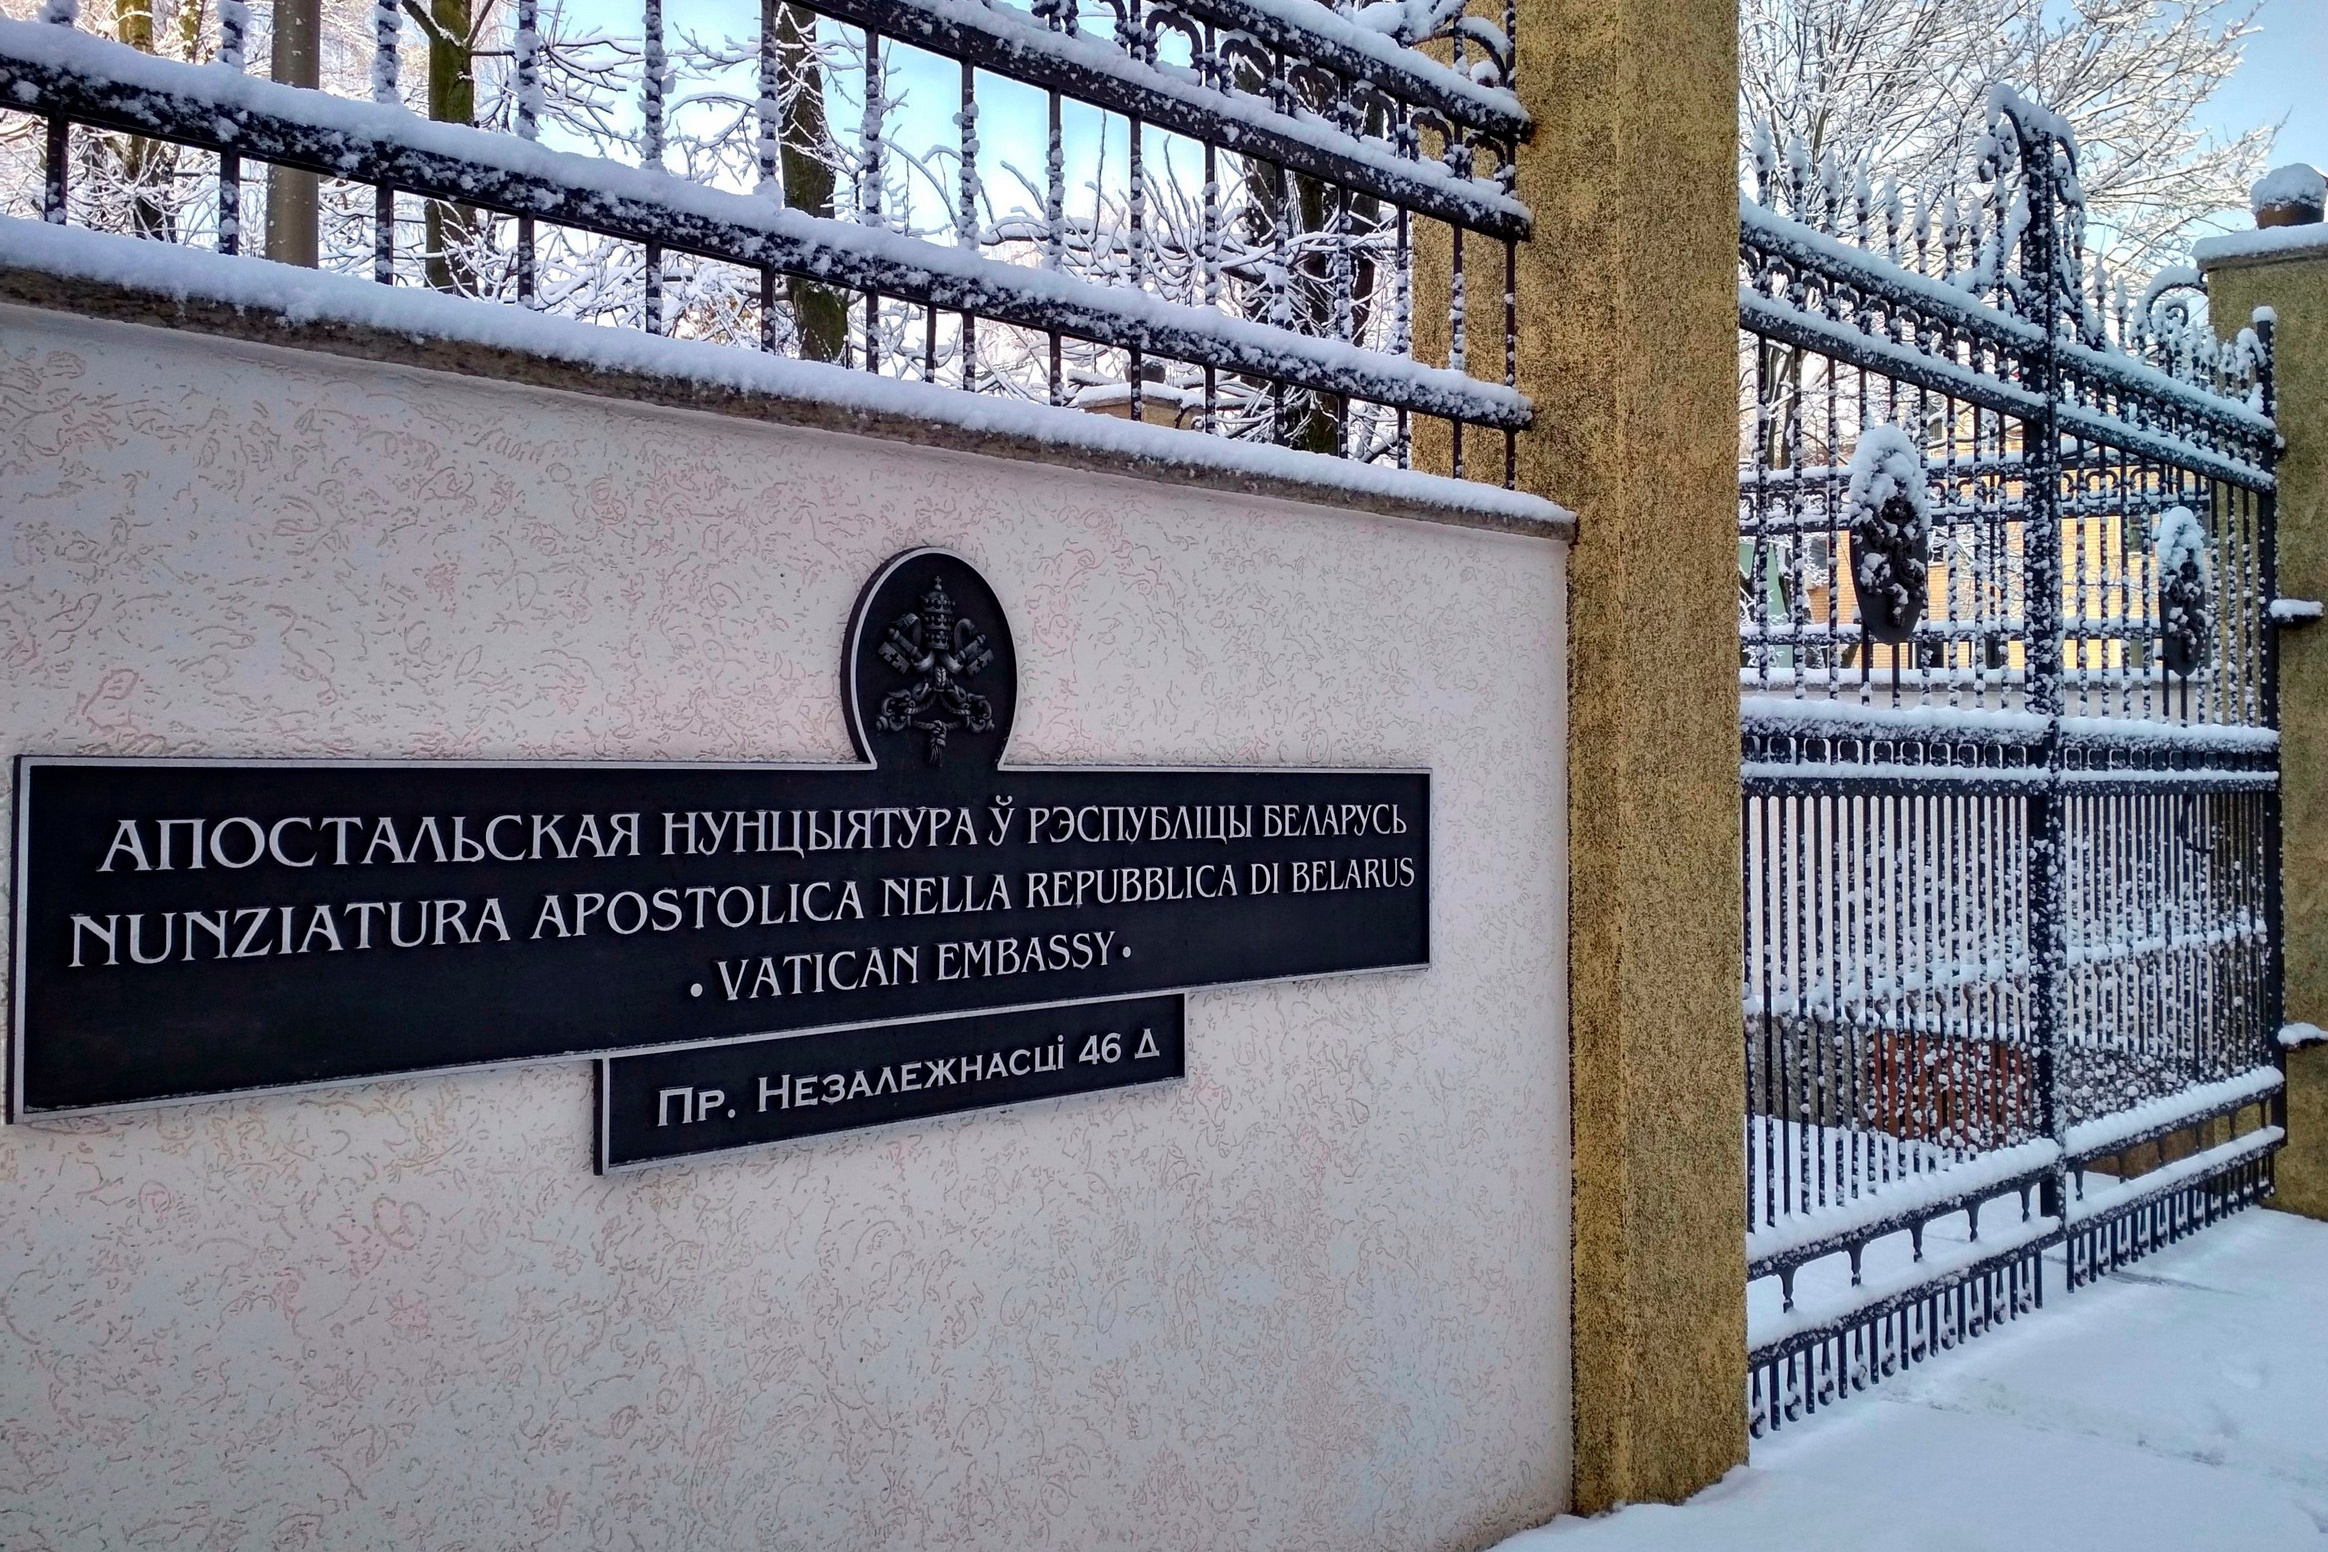 АПОСТАЛЬСКАЯ НУНЦЫЯТУРА Ў РЭСПУБЛІЦЫ БЕЛАРУСЬ
NUNZIATURA APOSTOLICA NELLA REPUBBLICA DI BELARUS
• VATICAN EMBASSY •
Пр. Незалежнасці 46 Д